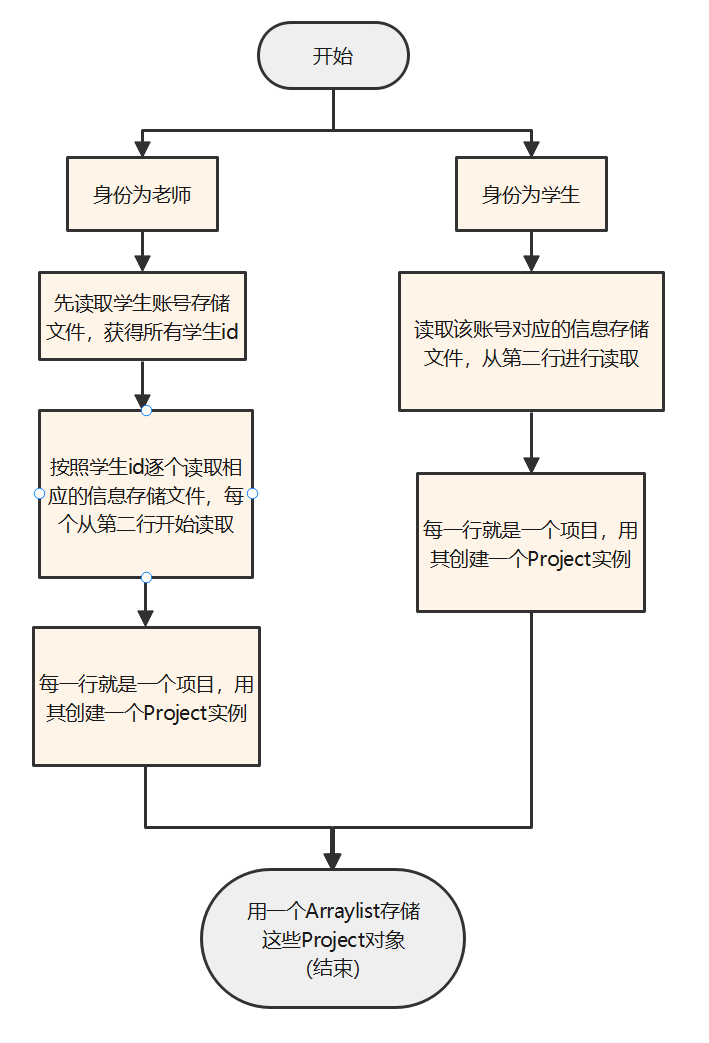 开始
身份为老师
身份为学生
先读取学生账号存储
文件，获得所有学生id
读取该账号对应的信息存储
文件，从第二行进行读取
按照学生id逐个读取相
应的信息存储文件，每
个从第二行开始读取
每一行就是一个项目，用
其创建一个Project实例
每一行就是一个项目，用
其创建一个Project实例
用一个Arraylist存储
这些Project对象
(结束)